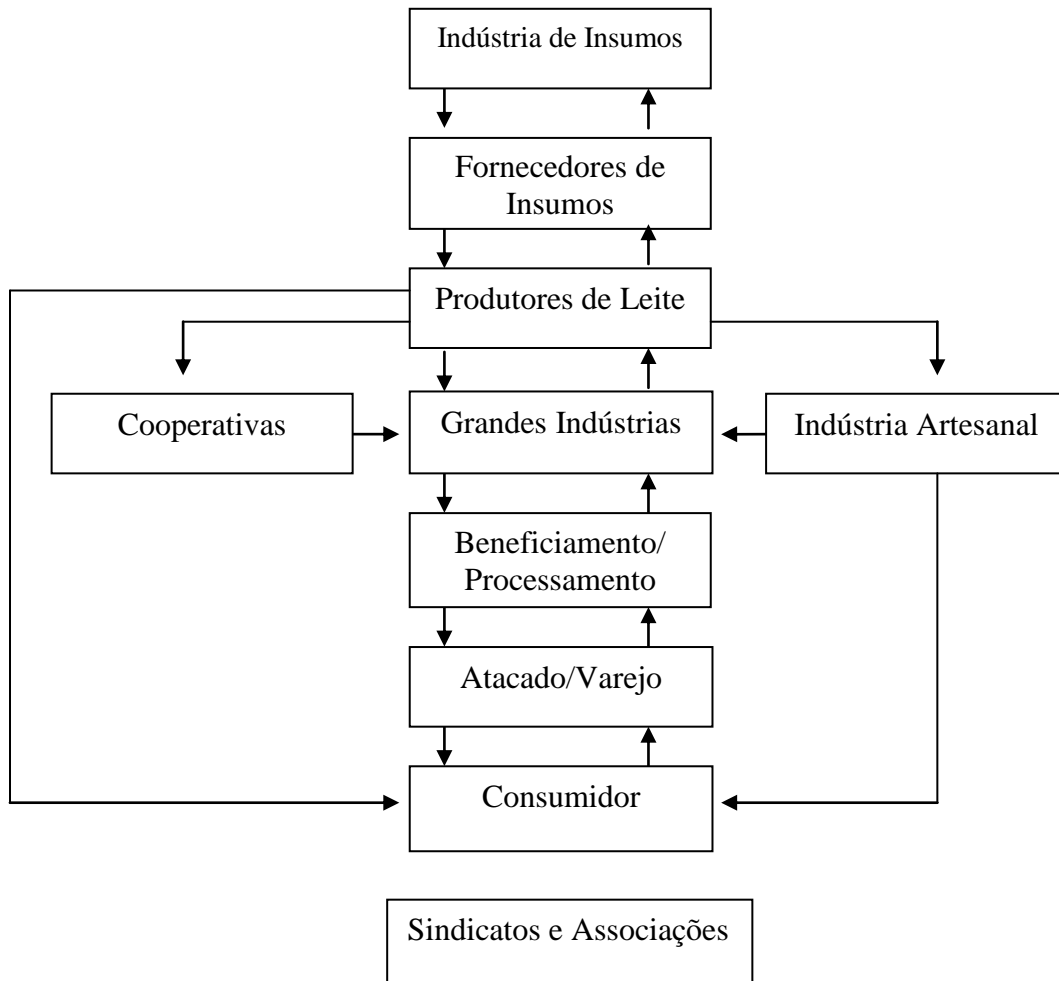 Indústria de Insumos
Fornecedores de
Insumos
Produtores de Leite
Cooperativas
Grandes Indústrias
Indústria Artesanal
Beneficiamento/
Processamento
Atacado/Varejo
Consumidor
Sindicatos e Associações